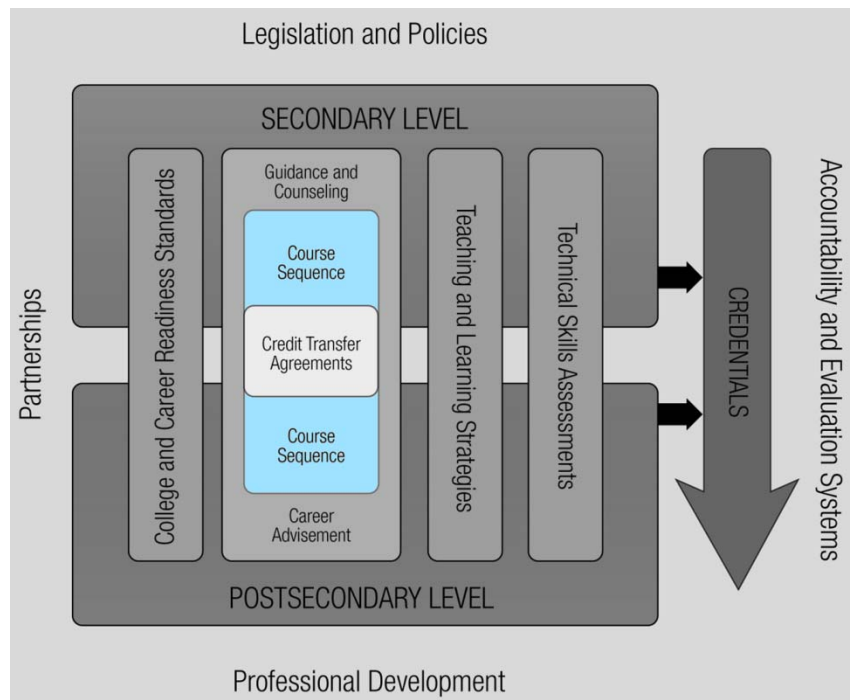 Legislation and Policies
SECONDARY LEVEL
Partnerships
College and Career Readiness Standards
Guidance and
Counseling
Course
Sequence
Credit Transfer
Agreements
Course
Sequence
Career
Advisement
Teaching and Learning Strategies
Technical Skills Assessments
CREDENTIALS
Accountability and Evaluation Systems
POSTSECONDARY LEVEL
Professional Development